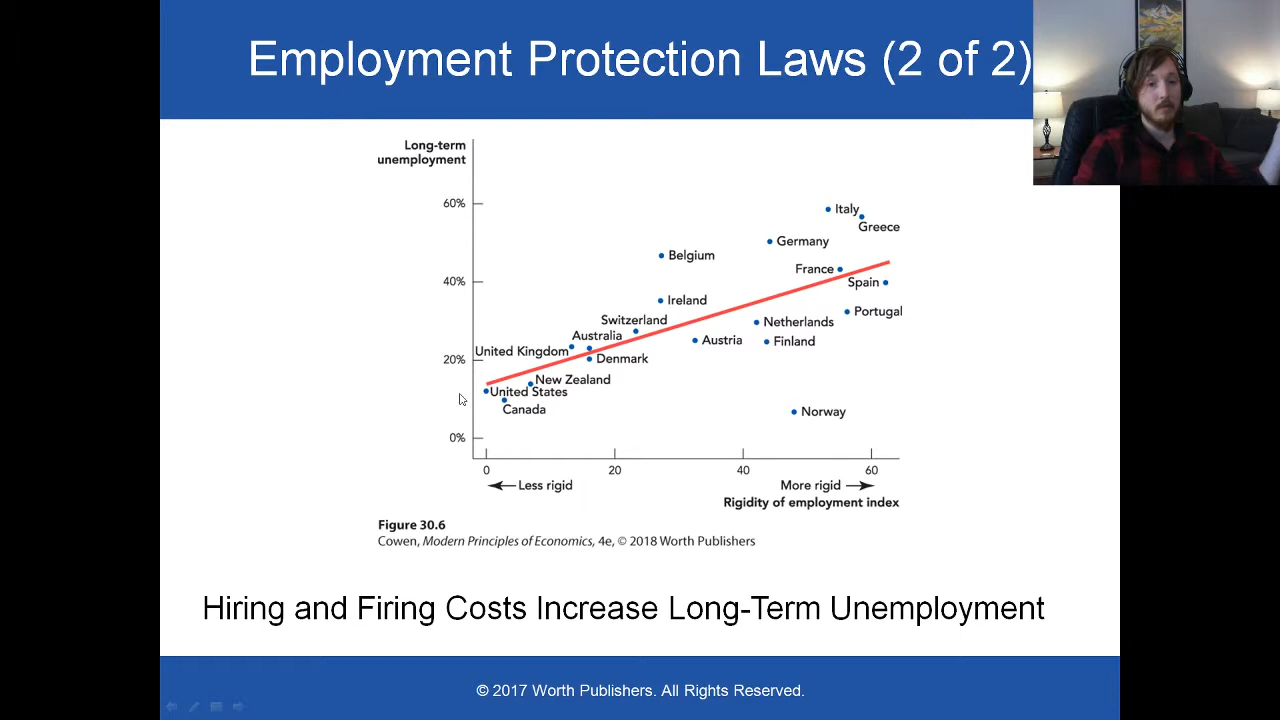 Employment Protection Laws (2 of 2)
Long-term
unemployment
60%
Italy
Greece
Germany
Belgium
France
40%
Spain
Ireland
Portugal
Switzerland
Netherlands
Australia
Austria
Finland
United Kingdom
20%
Denmark
New Zealand
United States
Canada
Norway
0%
0 20 40 60
Less rigid More rigid
Rigidity of employment index
Figure 30.6
Cowen, Modern Principles of Economics, 4e, © 2018 Worth Publishers
Hiring and Firing Costs Increase Long-Term Unemployment
© 2017 Worth Publishers. All Rights Reserved.